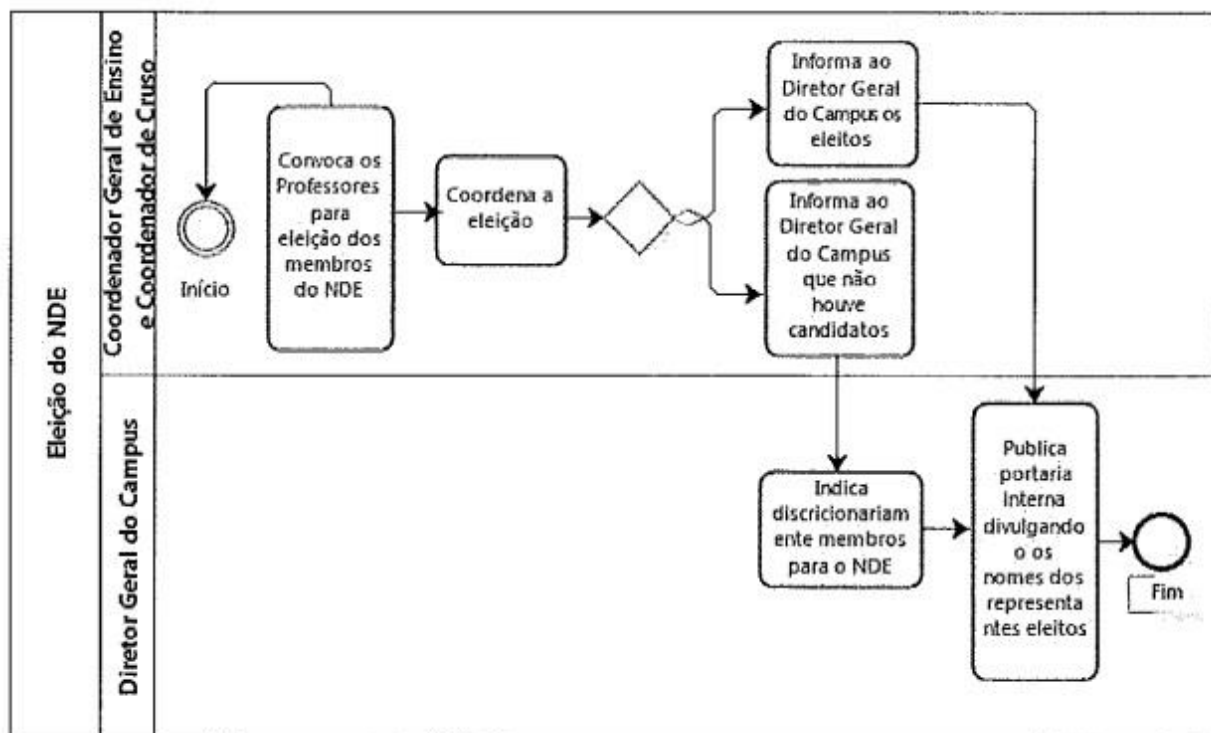 Eleição do NDE
Coordenador Geral de Ensino
e Coordenador de Cruso
Início
Convoca os
Professores
para
eleição dos
membros
do NDE
Coordena a
eleição
Informa ao
Diretor Geral
do Campus os
eleitos
Informa ao
Diretor Geral
do Campus
que não
houve
candidatos
Diretor Geral do Campus
Indica
discricionariam
ente membros
para o NDE
Publica
portaria
Interna
divulgando
o os
nomes dos
representa
ntes eleitos
Fim